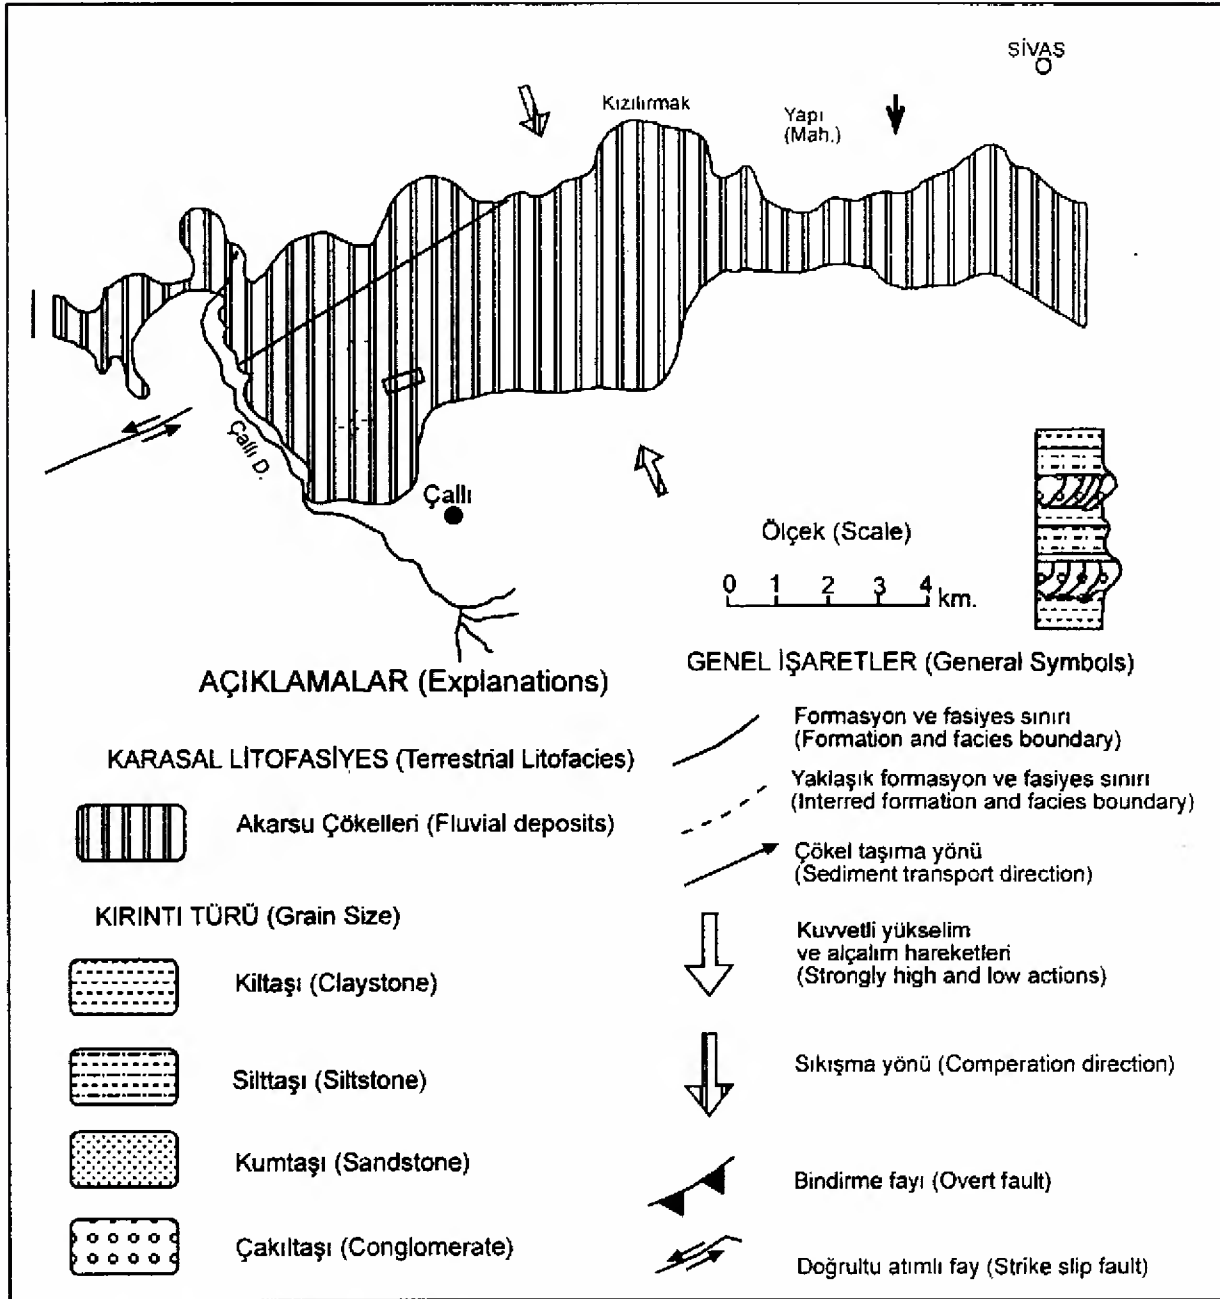 SİVAS
Kızılırmak
Yapı
(Mah.)
Çallı D.
Çallı
Ölçek (Scale)
0 1 2 3 4 km.
AÇIKLAMALAR (Explanations)
KARASAL LİTOFASİYES (Terrestrial Litofacies)
Akarsu Çökelleri (Fluvial deposits)
KIRINTI TÜRÜ (Grain Size)
Kiltaşı (Claystone)
Silttaşı (Siltstone)
Kumtaşı (Sandstone)
Çakıltaşı (Conglomerate)
GENEL İŞARETLER (General Symbols)
Formasyon ve fasiyes sınırı
(Formation and facies boundary)
Yaklaşık formasyon ve fasiyes sınırı
(Interred formation and facies boundary)
Çökel taşıma yönü
(Sediment transport direction)
Kuvvetli yükselim
ve alçalım hareketleri
(Strongly high and low actions)
Sıkışma yönü (Comperation direction)
Bindirme fayı (Overt fault)
Doğrultu atımlı fay (Strike slip fault)